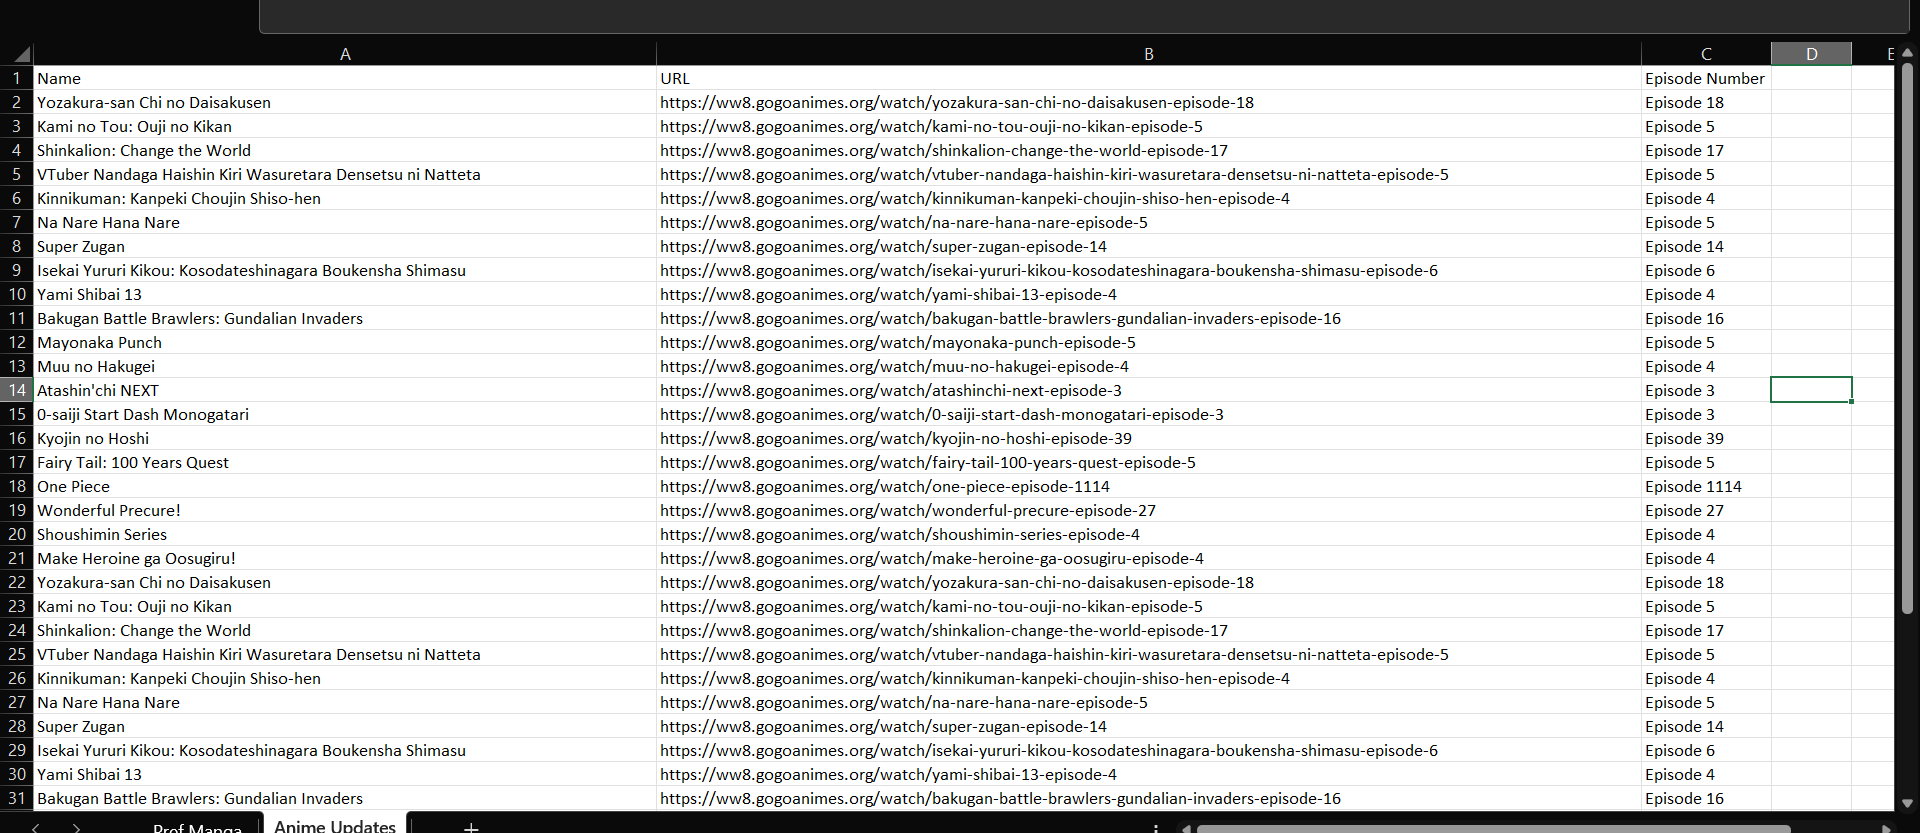 A B C D E
1 Name URL Episode Number
2 Yozakura-san Chi no Daisakusen https://ww8.gogoanimes.org/watch/yozakura-san-chi-no-daisakusen-episode-18 Episode 18
3 Kami no Tou: Ouji no Kikan https://ww8.gogoanimes.org/watch/kami-no-tou-ouji-no-kikan-episode-5 Episode 5
4 Shinkalion: Change the World https://ww8.gogoanimes.org/watch/shinkalion-change-the-world-episode-17 Episode 17
5 VTuber Nandaga Haishin Kiri Wasuretara Densetsu ni Natteta https://ww8.gogoanimes.org/watch/vtuber-nandaga-haishin-kiri-wasuretara-densetsu-ni-natteta-episode-5 Episode 5
6 Kinnikuman: Kanpeki Choujin Shiso-hen https://ww8.gogoanimes.org/watch/kinnikuman-kanpeki-choujin-shiso-hen-episode-4 Episode 4
7 Na Nare Hana Nare https://ww8.gogoanimes.org/watch/na-nare-hana-nare-episode-5 Episode 5
8 Super Zugan https://ww8.gogoanimes.org/watch/super-zugan-episode-14 Episode 14
9 Isekai Yururi Kikou: Kosodateshinagara Boukensha Shimasu https://ww8.gogoanimes.org/watch/isekai-yururi-kikou-kosodateshinagara-boukensha-shimasu-episode-6 Episode 6
10 Yami Shibai 13 https://ww8.gogoanimes.org/watch/yami-shibai-13-episode-4 Episode 4
11 Bakugan Battle Brawlers: Gundalian Invaders https://ww8.gogoanimes.org/watch/bakugan-battle-brawlers-gundalian-invaders-episode-16 Episode 16
12 Mayonaka Punch https://ww8.gogoanimes.org/watch/mayonaka-punch-episode-5 Episode 5
13 Muu no Hakugei https://ww8.gogoanimes.org/watch/muu-no-hakugei-episode-4 Episode 4
14 Atashin'chi NEXT https://ww8.gogoanimes.org/watch/atashinchi-next-episode-3 Episode 3
15 0-saiji Start Dash Monogatari https://ww8.gogoanimes.org/watch/0-saiji-start-dash-monogatari-episode-3 Episode 3
16 Kyojin no Hoshi https://ww8.gogoanimes.org/watch/kyojin-no-hoshi-episode-39 Episode 39
17 Fairy Tail: 100 Years Quest https://ww8.gogoanimes.org/watch/fairy-tail-100-years-quest-episode-5 Episode 5
18 One Piece https://ww8.gogoanimes.org/watch/one-piece-episode-1114 Episode 1114
19 Wonderful Precure! https://ww8.gogoanimes.org/watch/wonderful-precure-episode-27 Episode 27
20 Shoushimin Series https://ww8.gogoanimes.org/watch/shoushimin-series-episode-4 Episode 4
21 Make Heroine ga Oosugiru! https://ww8.gogoanimes.org/watch/make-heroine-ga-oosugiru-episode-4 Episode 4
22 Yozakura-san Chi no Daisakusen https://ww8.gogoanimes.org/watch/yozakura-san-chi-no-daisakusen-episode-18 Episode 18
23 Kami no Tou: Ouji no Kikan https://ww8.gogoanimes.org/watch/kami-no-tou-ouji-no-kikan-episode-5 Episode 5
24 Shinkalion: Change the World https://ww8.gogoanimes.org/watch/shinkalion-change-the-world-episode-17 Episode 17
25 VTuber Nandaga Haishin Kiri Wasuretara Densetsu ni Natteta https://ww8.gogoanimes.org/watch/vtuber-nandaga-haishin-kiri-wasuretara-densetsu-ni-natteta-episode-5 Episode 5
26 Kinnikuman: Kanpeki Choujin Shiso-hen https://ww8.gogoanimes.org/watch/kinnikuman-kanpeki-choujin-shiso-hen-episode-4 Episode 4
27 Na Nare Hana Nare https://ww8.gogoanimes.org/watch/na-nare-hana-nare-episode-5 Episode 5
28 Super Zugan https://ww8.gogoanimes.org/watch/super-zugan-episode-14 Episode 14
29 Isekai Yururi Kikou: Kosodateshinagara Boukensha Shimasu https://ww8.gogoanimes.org/watch/isekai-yururi-kikou-kosodateshinagara-boukensha-shimasu-episode-6 Episode 6
30 Yami Shibai 13 https://ww8.gogoanimes.org/watch/yami-shibai-13-episode-4 Episode 4
31 Bakugan Battle Brawlers: Gundalian Invaders https://ww8.gogoanimes.org/watch/bakugan-battle-brawlers-gundalian-invaders-episode-16 Episode 16
Pref Manga Anime Updates